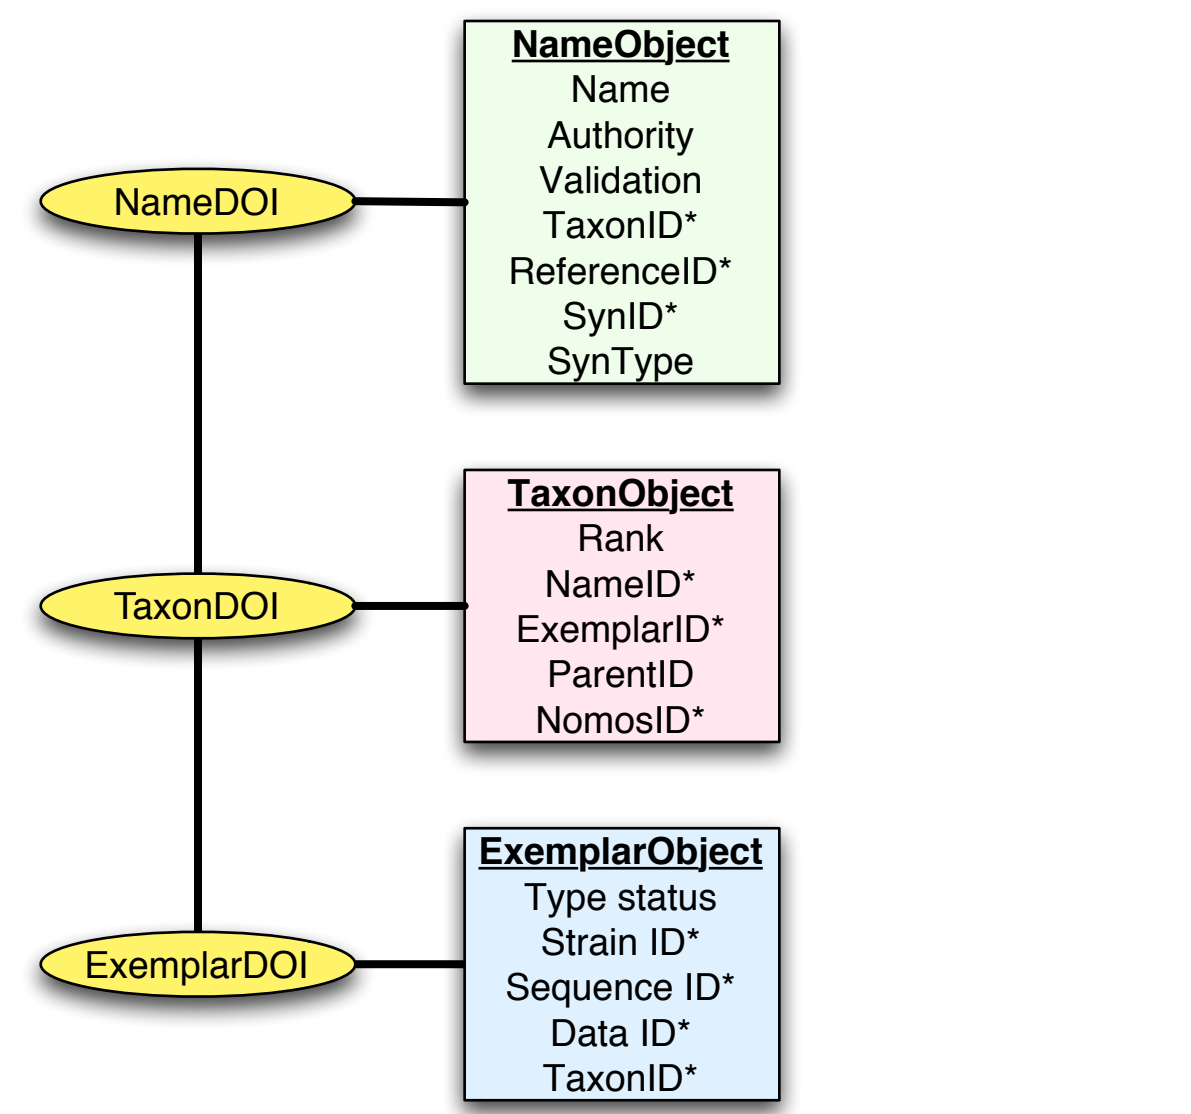 NameObject
Name
Authority
Validation
TaxonID*
ReferenceID*
SynID*
SynType
NameDOI
TaxonObject
Rank
NameID*
ExemplarID*
ParentID
NomosID*
TaxonDOI
ExemplarObject
Type status
Strain ID*
Sequence ID*
Data ID*
TaxonID*
ExemplarDOI